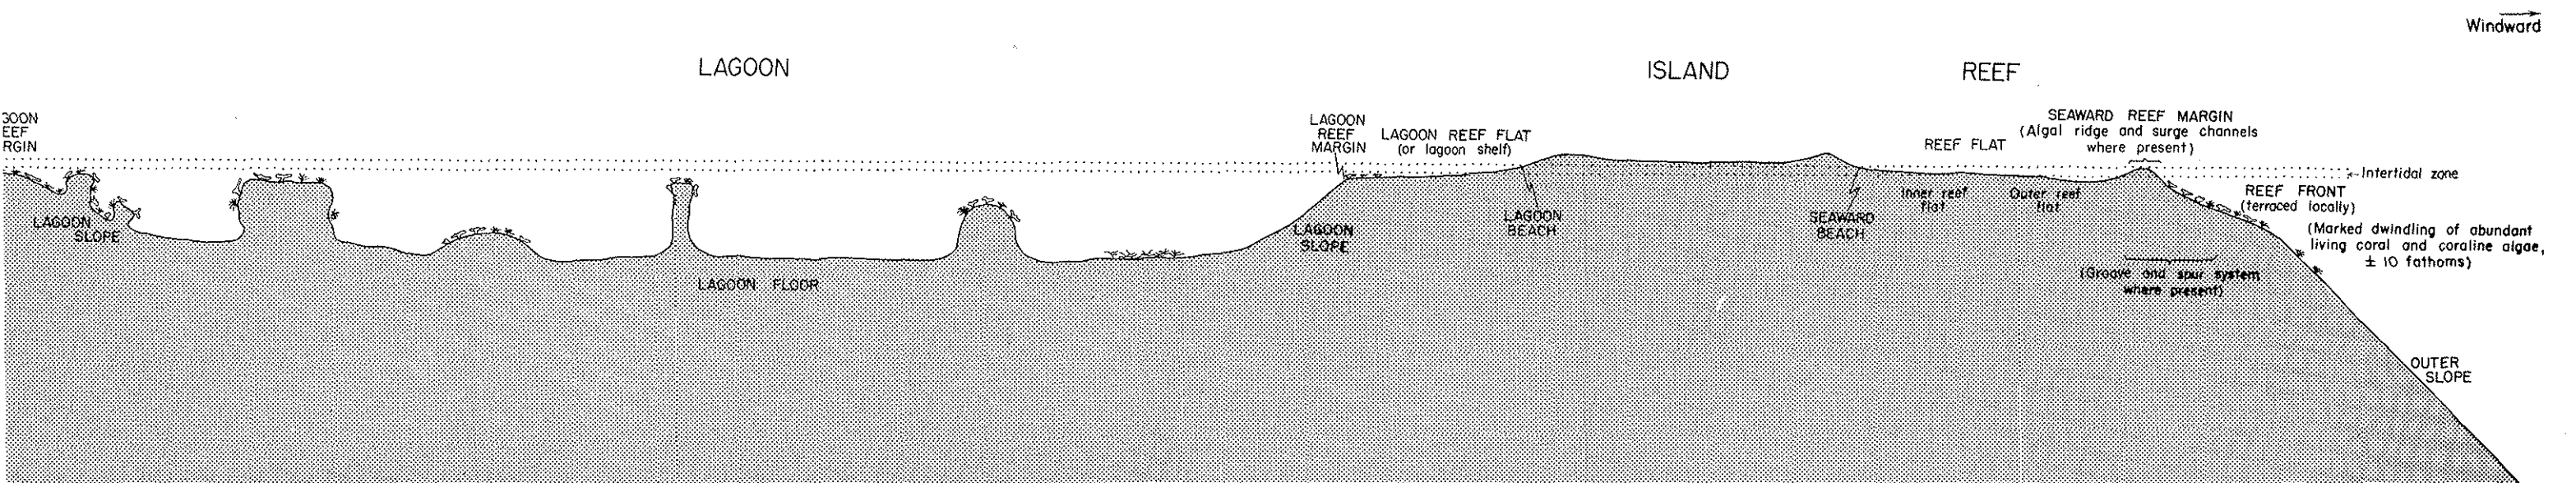 Windward
LAGOON
ISLAND
REEF
GOON
EEF
RGIN
LAGOON
REEF
MARGIN
LAGOON REEF FLAT
(or lagoon shelf)
REEF FLAT
SEAWARD REEF MARGIN
(Algal ridge and surge channels
where present)
Intertidal zone
LAGOON
SLOPE
LAGOON FLOOR
LAGOON
SLOPE
LAGOON
BEACH
SEAWARD
BEACH
Inner reef
flat
Outer reef
flat
REEF FRONT
(terraced locally)
(Marked dwindling of abundant
living coral and coraline algae,
± 10 fathoms)
(Groove and spur system
where present)
OUTER
SLOPE